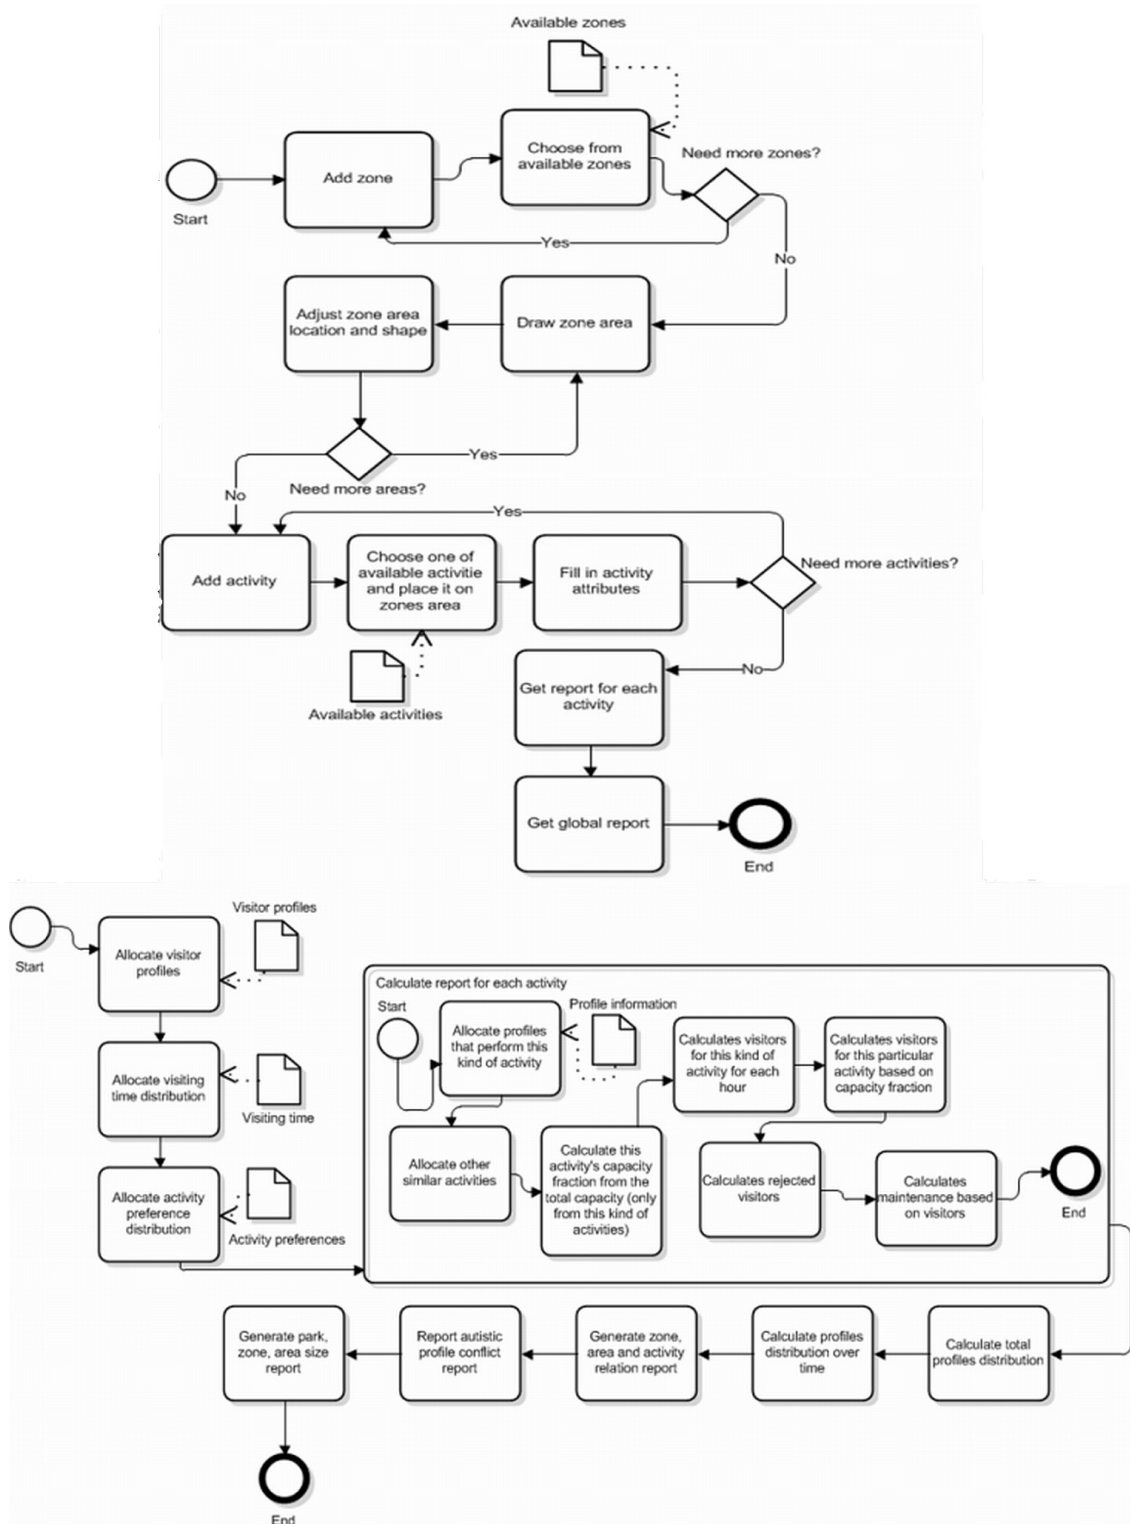 Available zones
Choose from
available zones
Need more zones?
Add zone
Start
Yes
No
Adjust zone area
location and shape
Draw zone area
Yes
Need more areas?
No
Yes
Add activity
Choose one of
available activitie
and place it on
zones area
Fill in activity
attributes
Need more activities?
Available activities
No
Get report for each
activity
Get global report
End
Visitor profiles
Start
Allocate visitor
profiles
Allocate visiting
time distribution
Visiting time
Allocate activity
preference
distribution
Activity preferences
Calculate report for each activity
Start
Allocate profiles
that perform this
kind of activity
Profile information
Calculates visitors
for this kind of
activity for each
hour
Calculates visitors
for this particular
activity based on
capacity fraction
Allocate other
similar activities
Calculate this
activity's capacity
fraction from the
total capacity (only
from this kind of
activities)
Calculates rejected
visitors
Calculates
maintenance based
on visitors
End
Generate park,
zone, area size
report
Report autistic
profile conflict
report
Generate zone,
area and activity
relation report
Calculate profiles
distribution over
time
Calculate total
profiles distribution
End